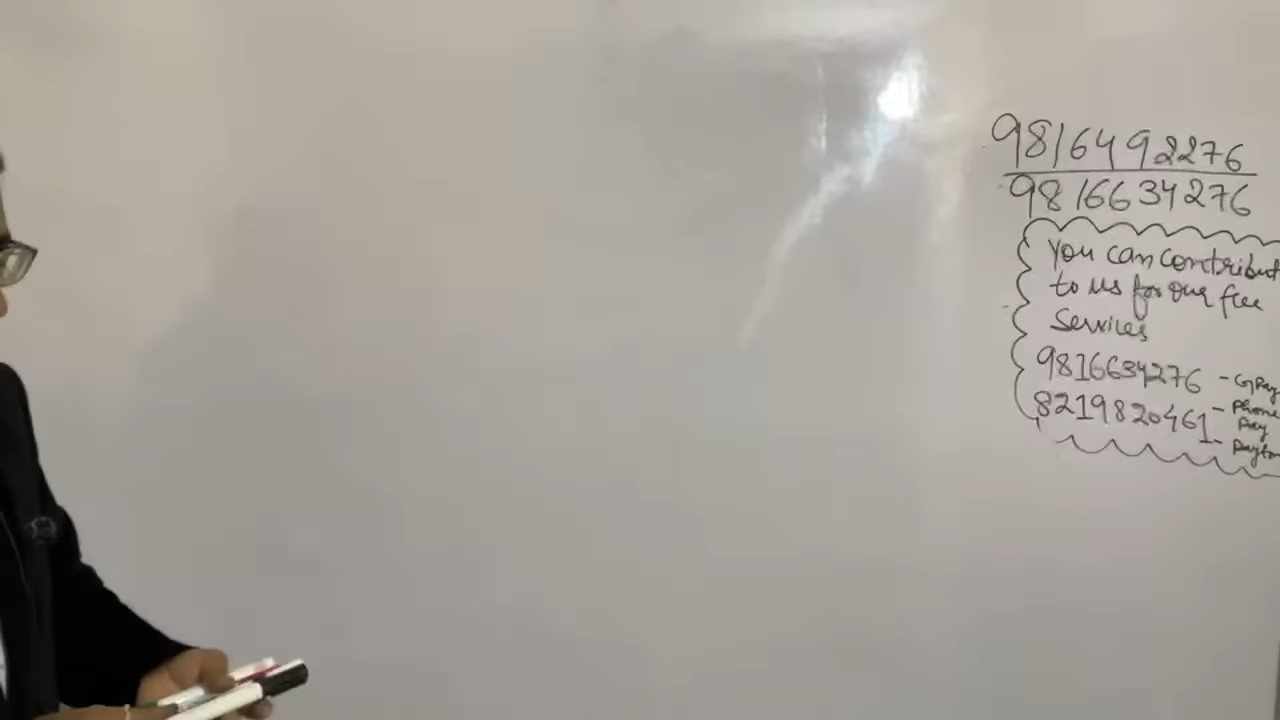 9816492276
9816634276
You can contribut
to us for our free
Services
9816634276 - GPay
8219820461 - Phone
Pay
- Paytm